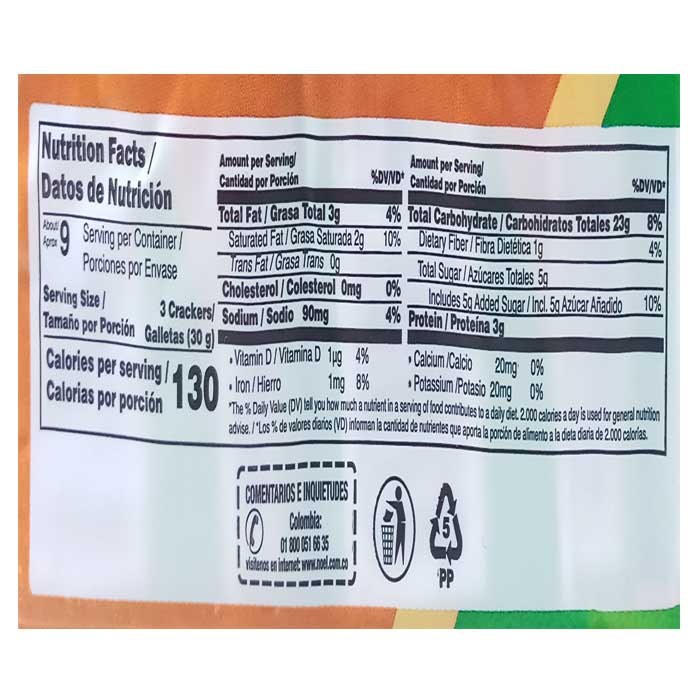 Nutrition Facts /
Datos de Nutrición
About/
Aprox 9 Serving per Container /
Porciones por Envase
Serving Size / 3 Crackers/
Tamaño por Porción Galletas (30 g)
Calories per serving / 130
Calorías por porción
Amount per Serving/
Cantidad por Porción %DV/VD*
Total Fat / Grasa Total 3g 4%
Saturated Fat / Grasa Saturada 2g 10%
Trans Fat / Grasa Trans 0g
Cholesterol / Colesterol 0mg 0%
Sodium / Sodio 90mg 4%
Amount per Serving/
Cantidad por Porción %DV/VD*
Total Carbohydrate / Carbohidratos Totales 23g 8%
Dietary Fiber / Fibra Dietética 1g 4%
Total Sugar / Azúcares Totales 5g
Includes 5g Added Sugar / Incl. 5g Azúcar Añadido 10%
Protein / Proteína 3g
• Vitamin D / Vitamina D 1µg 4%
• Iron / Hierro 1mg 8%
• Calcium /Calcio 20mg 0%
• Potassium /Potasio 20mg 0%
*The % Daily Value (DV) tell you how much a nutrient in a serving of food contributes to a daily diet. 2.000 calories a day is used for general nutrition
advise. / *Los % de valores diarios (VD) informan la cantidad de nutrientes que aporta la porción de alimento a la dieta diaria de 2.000 calorías.
COMENTARIOS E INQUIETUDES
Colombia:
01 800 051 66 35
visítenos en internet: www.noel.com.co
5
PP